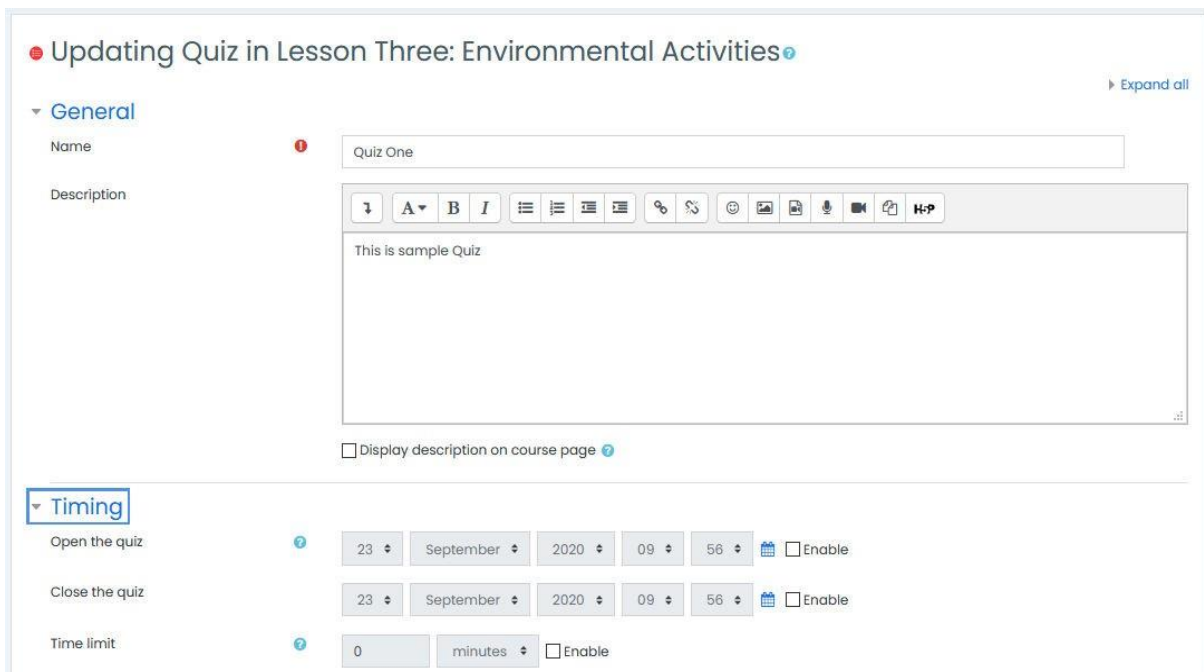 Updating Quiz in Lesson Three: Environmental Activities
Expand all
General
Name
Quiz One
Description
A B I H5P
This is sample Quiz
Display description on course page
Timing
Open the quiz 23 September 2020 09 56 Enable
Close the quiz 23 September 2020 09 56 Enable
Time limit 0 minutes Enable